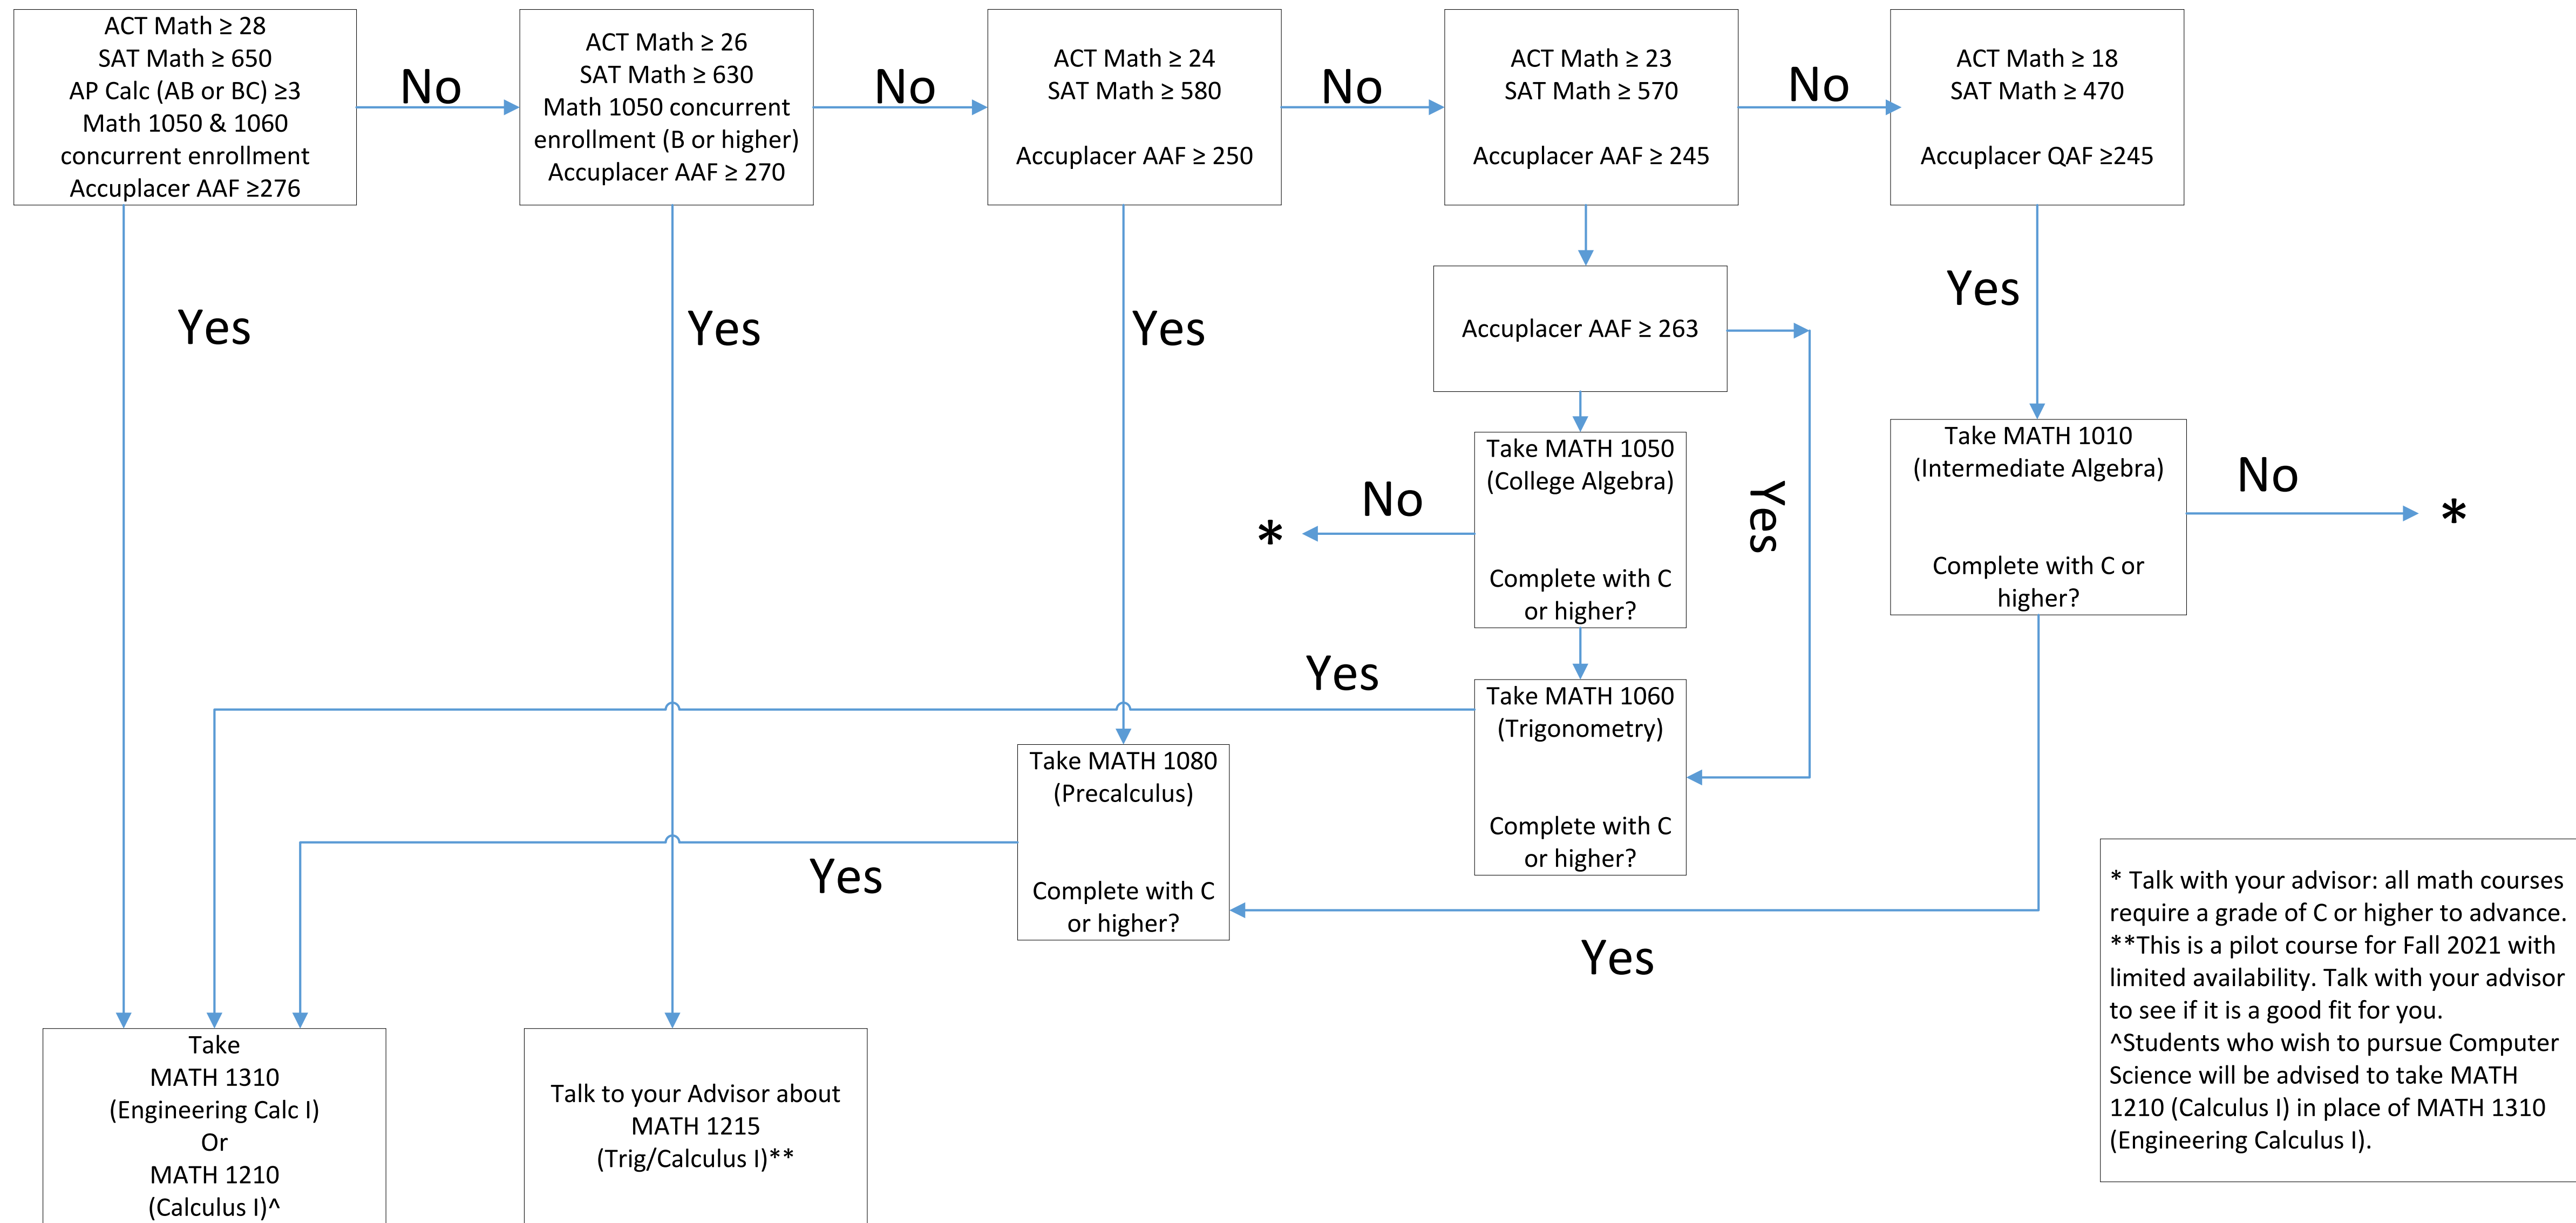 ACT Math ≥ 28
SAT Math ≥ 650
AP Calc (AB or BC) ≥3
Math 1050 & 1060
concurrent enrollment
Accuplacer AAF ≥276
No
ACT Math ≥ 26
SAT Math ≥ 630
Math 1050 concurrent
enrollment (B or higher)
Accuplacer AAF ≥ 270
No
ACT Math ≥ 24
SAT Math ≥ 580
Accuplacer AAF ≥ 250
No
ACT Math ≥ 23
SAT Math ≥ 570
Accuplacer AAF ≥ 245
No
ACT Math ≥ 18
SAT Math ≥ 470
Accuplacer QAF ≥245
Yes
Yes
Yes
Accuplacer AAF ≥ 263
Yes
Take MATH 1050
(College Algebra)
Complete with C
or higher?
No
*
Yes
Take MATH 1010
(Intermediate Algebra)
Complete with C or
higher?
No
*
Yes
Take MATH 1060
(Trigonometry)
Complete with C
or higher?
Take MATH 1080
(Precalculus)
Complete with C
or higher?
Yes
Yes
Take
MATH 1310
(Engineering Calc I)
Or
MATH 1210
(Calculus I)^
Talk to your Advisor about
MATH 1215
(Trig/Calculus I)**
* Talk with your advisor: all math courses
require a grade of C or higher to advance.
**This is a pilot course for Fall 2021 with
limited availability. Talk with your advisor
to see if it is a good fit for you.
^Students who wish to pursue Computer
Science will be advised to take MATH
1210 (Calculus I) in place of MATH 1310
(Engineering Calculus I).